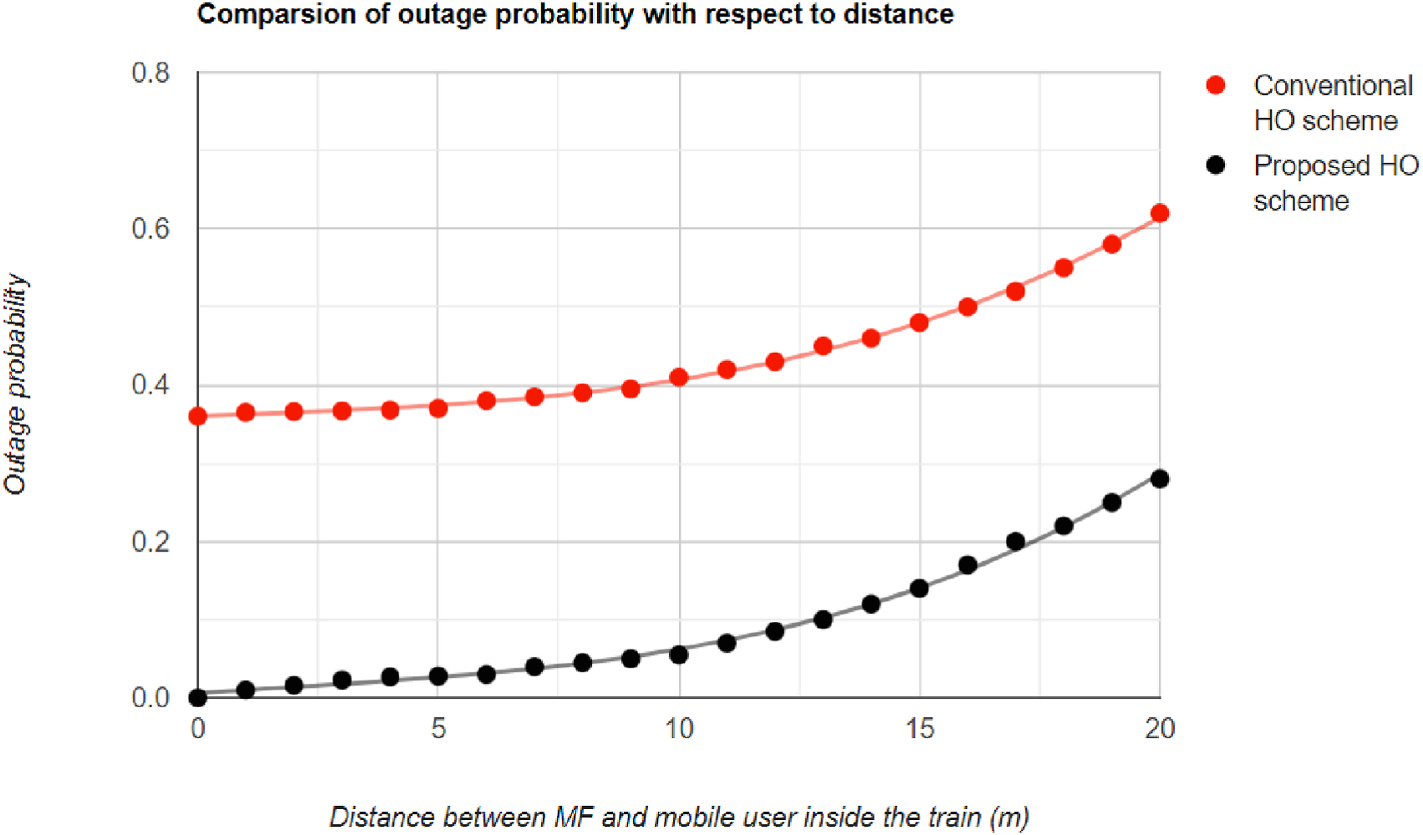 Comparsion of outage probability with respect to distance
Outage probability
0.8
0.6
0.4
0.2
0.0
0
5
10
15
20
Distance between MF and mobile user inside the train (m)
Conventional
HO scheme
Proposed HO
scheme